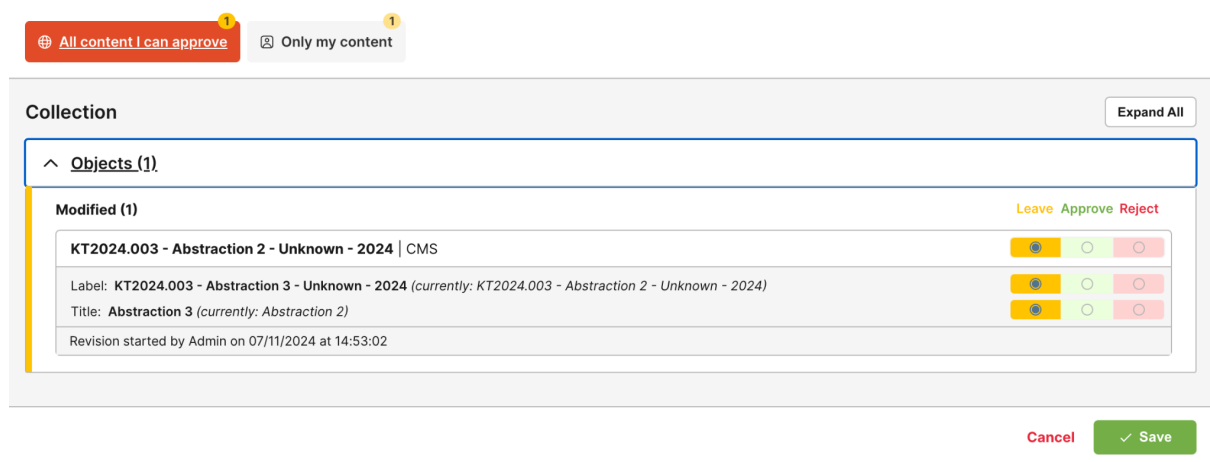 1 1
All content I can approve Only my content
Collection Expand All
Objects (1)
Modified (1) Leave Approve Reject
KT2024.003 - Abstraction 2 - Unknown - 2024 | CMS
Label: KT2024.003 - Abstraction 3 - Unknown - 2024 (currently: KT2024.003 - Abstraction 2 - Unknown - 2024)
Title: Abstraction 3 (currently: Abstraction 2)
Revision started by Admin on 07/11/2024 at 14:53:02
Cancel Save